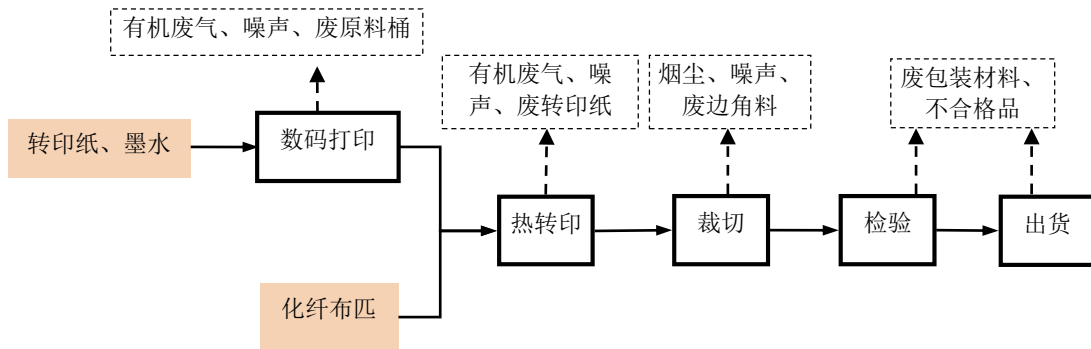 有机废气、噪声、废原料桶
有机废气、噪
声、废转印纸
烟尘、噪声、
废边角料
废包装材料、
不合格品
转印纸、墨水
数码打印
热转印
裁切
检验
出货
化纤布匹